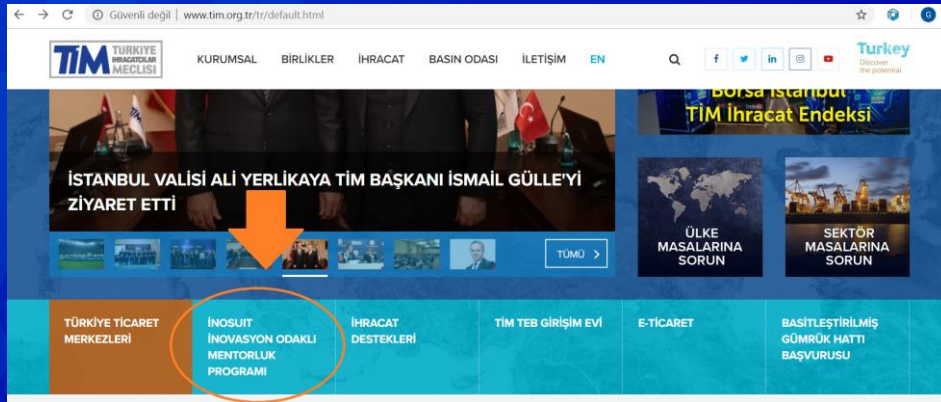 Güvenli değil | www.tim.org.tr/tr/default.html
G
TİM TÜRKİYE
İHRACATÇILAR
MECLİSİ
KURUMSAL BİRLİKLER İHRACAT BASIN ODASI İLETİŞİM EN
f in
Turkey
Discover
the potential
Borsa İstanbul
TİM İhracat Endeksi
İSTANBUL VALİSİ ALİ YERLİKAYA TİM BAŞKANI İSMAİL GÜLLE'Yİ
ZİYARET ETTİ
TÜMÜ >
ÜLKE
MASALARINA
SORUN
SEKTÖR
MASALARINA
SORUN
TÜRKİYE TİCARET
MERKEZLERİ
İNOSUIT
İNOVASYON ODAKLI
MENTORLUK
PROGRAMI
İHRACAT
DESTEKLERİ
TİM TEB GİRİŞİM EVİ
E-TİCARET
BASİTLEŞTİRİLMİŞ
GÜMRÜK HATTI
BAŞVURUSU